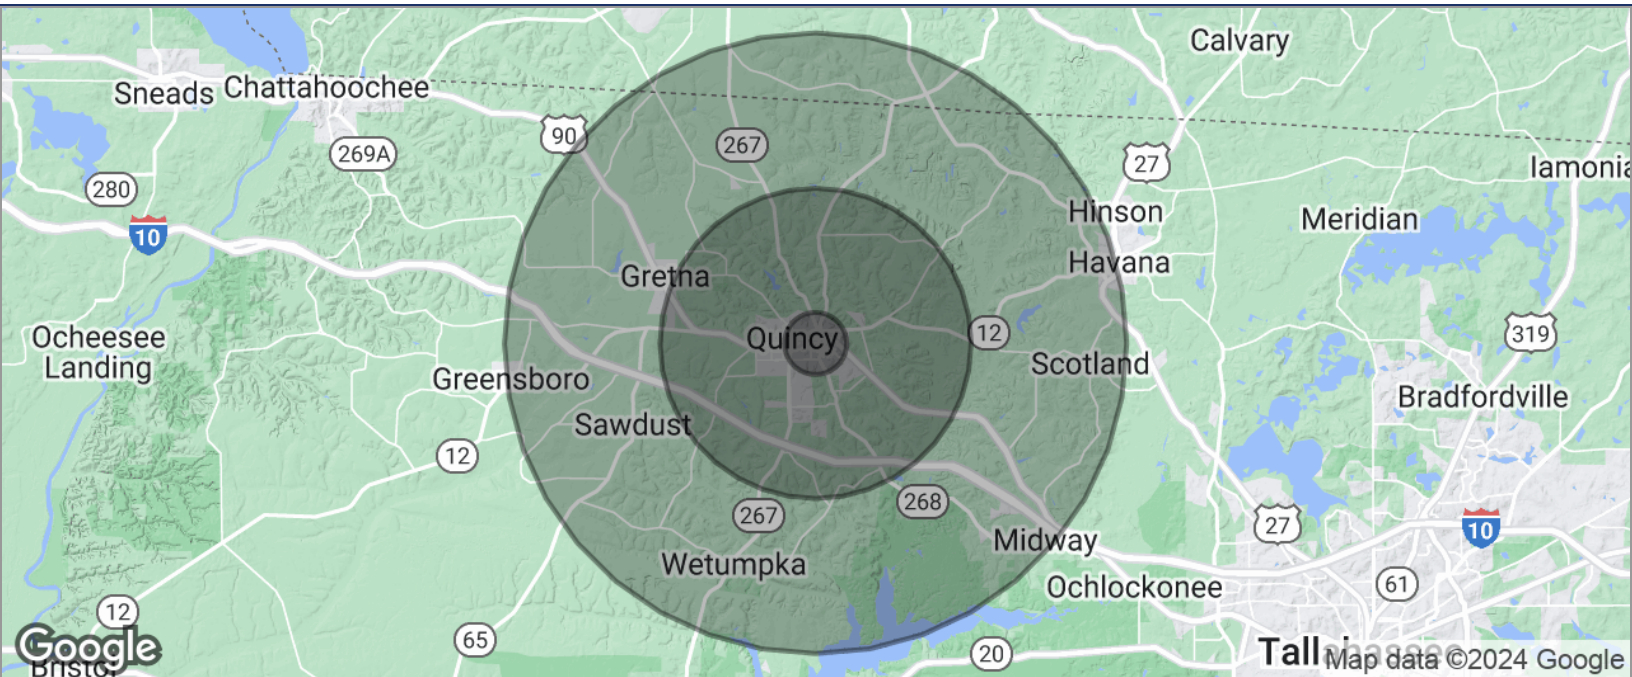 Calvary
Sneads
Chattahoochee
90
267
269A
27
Iamonia
280
10
Hinson
Meridian
Havana
Gretna
Ocheesee
Landing
Quincy
12
319
Scotland
Greensboro
Bradfordville
Sawdust
12
267
268
27
10
Midway
Wetumpka
Ochlockonee
61
12
65
20
Google
Bristol
Tallahassee
Map data ©2024 Google